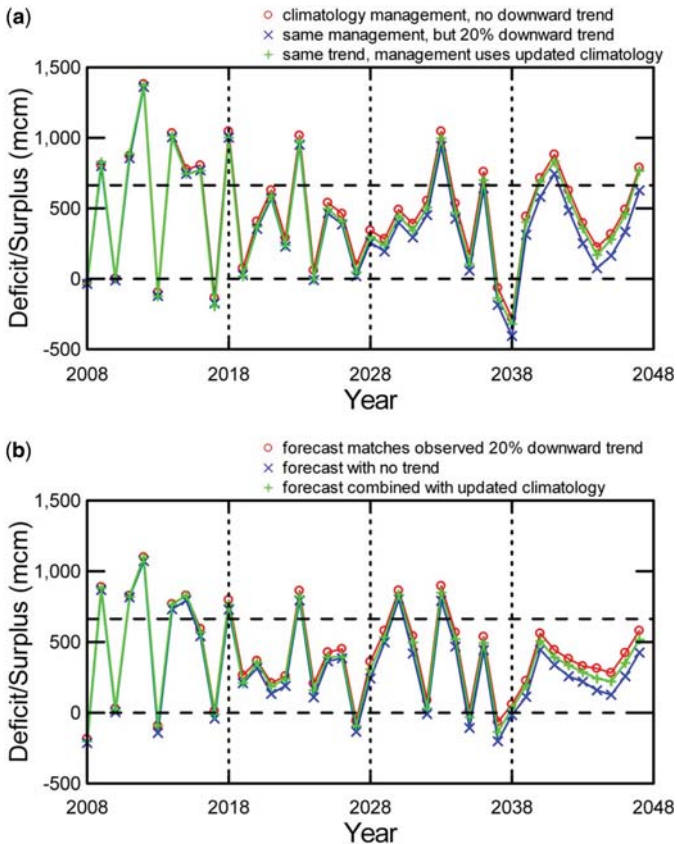 (a)
climatology management, no downward trend
same management, but 20% downward trend
same trend, management uses updated climatology
1,500
1,000
500
0
-500
Deficit/Surplus (mcm)
2008 2018 2028 2038 2048
Year
(b)
forecast matches observed 20% downward trend
forecast with no trend
forecast combined with updated climatology
1,500
1,000
500
0
-500
Deficit/Surplus (mcm)
2008 2018 2028 2038 2048
Year